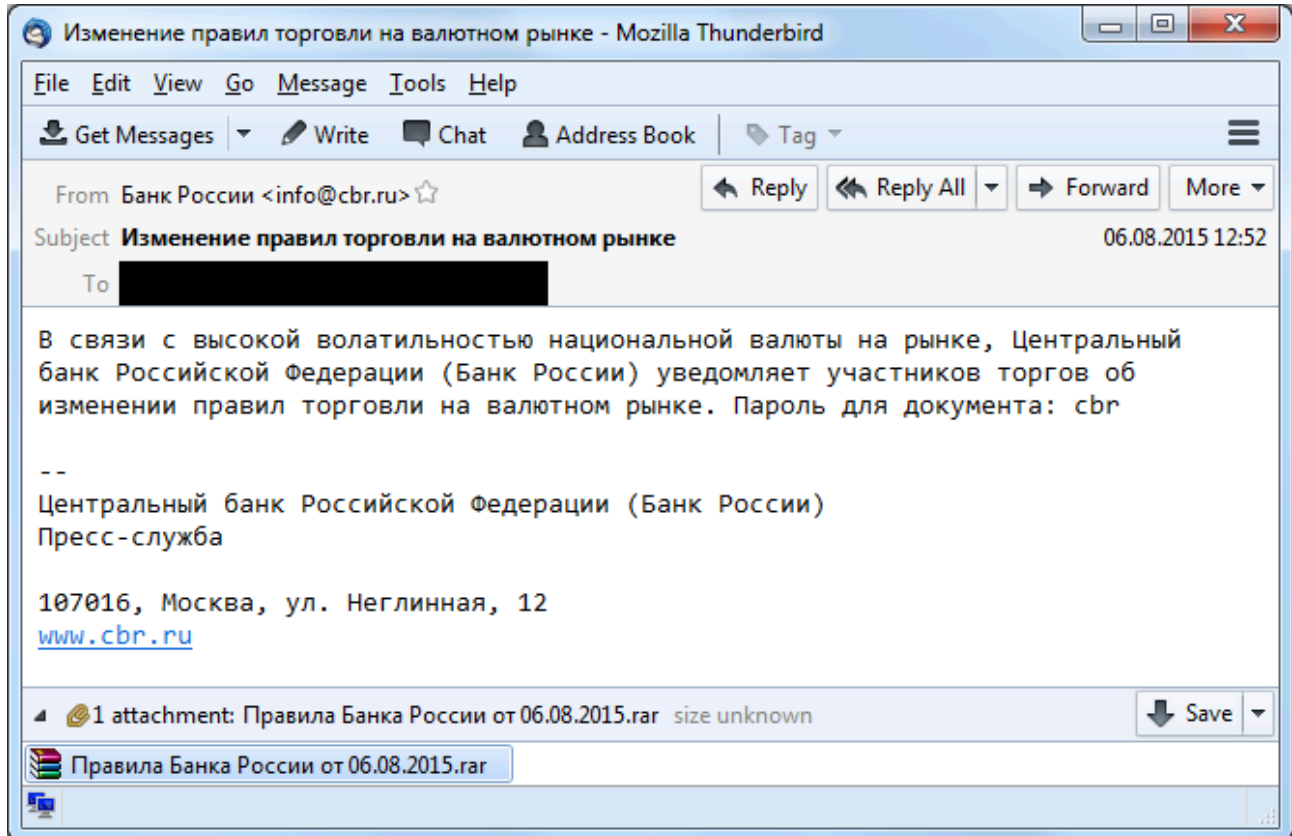 Изменение правил торговли на валютном рынке - Mozilla Thunderbird
File Edit View Go Message Tools Help
Get Messages Write Chat Address Book Tag
From Банк России <info@cbr.ru> Reply Reply All Forward More
Subject Изменение правил торговли на валютном рынке 06.08.2015 12:52
To
В связи с высокой волатильностью национальной валюты на рынке, Центральный
банк Российской Федерации (Банк России) уведомляет участников торгов об
изменении правил торговли на валютном рынке. Пароль для документа: cbr
--
Центральный банк Российской Федерации (Банк России)
Пресс-служба
107016, Москва, ул. Неглинная, 12
www.cbr.ru
1 attachment: Правила Банка России от 06.08.2015.rar size unknown Save
Правила Банка России от 06.08.2015.rar